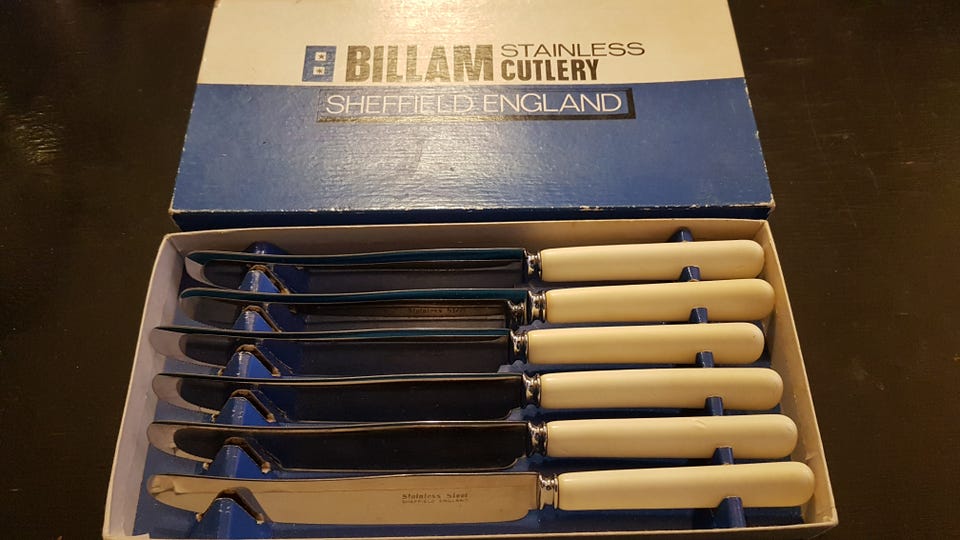 B BILLAM STAINLESS
CUTLERY
SHEFFIELD ENGLAND
Stainless Steel
Stainless Steel
SHEFFIELD ENGLAND